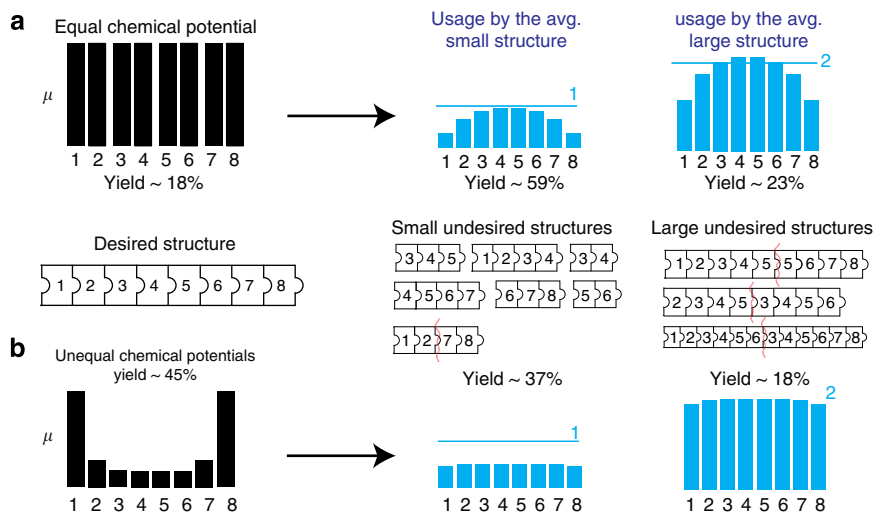 a
Equal chemical potential
μ
1 2 3 4 5 6 7 8
Yield ~ 18%
Usage by the avg.
small structure
1
1 2 3 4 5 6 7 8
Yield ~ 59%
usage by the avg.
large structure
2
1 2 3 4 5 6 7 8
Yield ~ 23%
Desired structure
1 2 3 4 5 6 7 8
Small undesired structures
3 4 5 1 2 3 4 3 4
4 5 6 7 6 7 8 5 6
1 2 7 8
Large undesired structures
1 2 3 4 5 5 6 7 8
2 3 4 5 3 4 5 6
1 2 3 4 5 6 3 4 5 6 7 8
b
Unequal chemical potentials
yield ~ 45%
μ
1 2 3 4 5 6 7 8
Yield ~ 37%
1
1 2 3 4 5 6 7 8
Yield ~ 18%
2
1 2 3 4 5 6 7 8